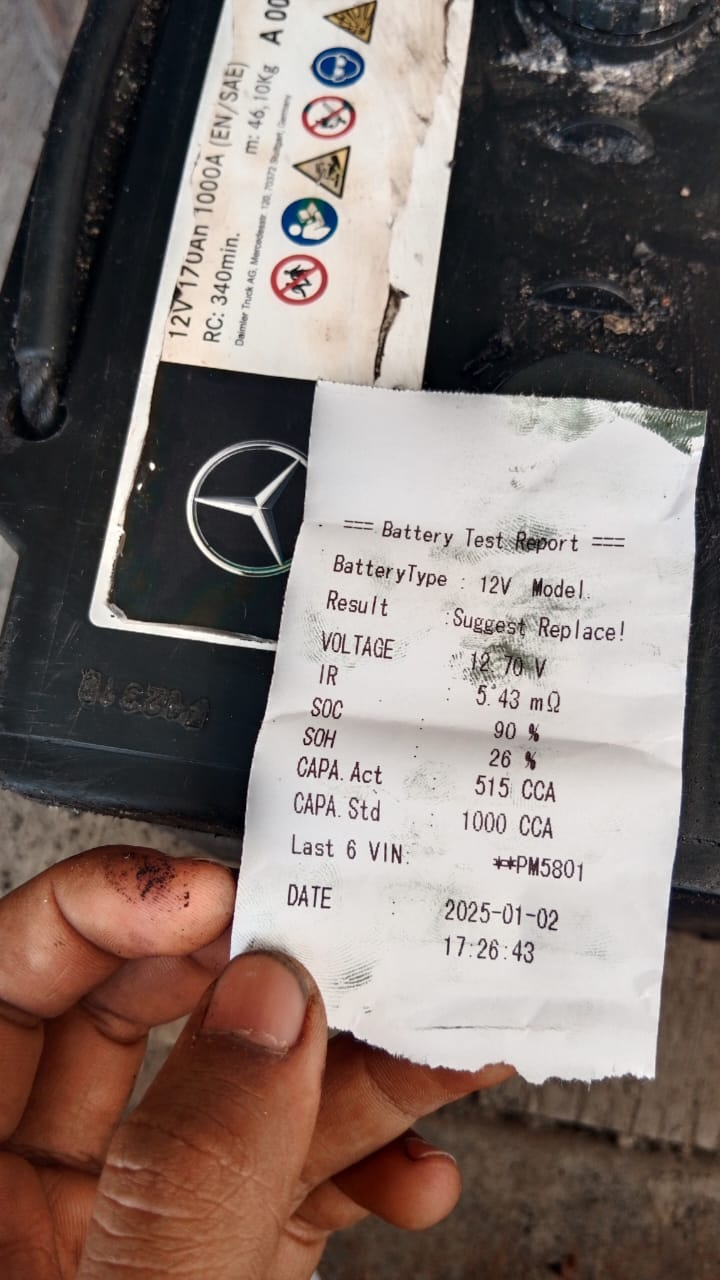 12V 170Ah 1000A (EN/SAE)
RC: 340min.
m: 46,10Kg
A 00
Daimler Truck AG, Mercedesstr. 120, 70372 Stuttgart, Germany
=== Battery Test Report ===
BatteryType : 12V Model.
Result :Suggest Replace!
VOLTAGE 12.70 V
IR : 5.43 mΩ
SOC 90 %
SOH : 26 %
CAPA.Act : 515 CCA
CAPA.Std : 1000 CCA
Last 6 VIN: **PM5801
DATE : 2025-01-02
17:26:43